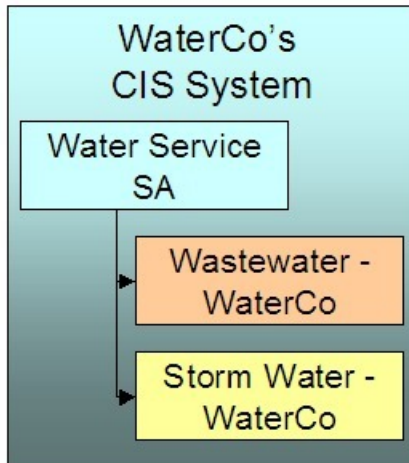 WaterCo's
CIS System
Water Service
SA
Wastewater -
WaterCo
Storm Water -
WaterCo